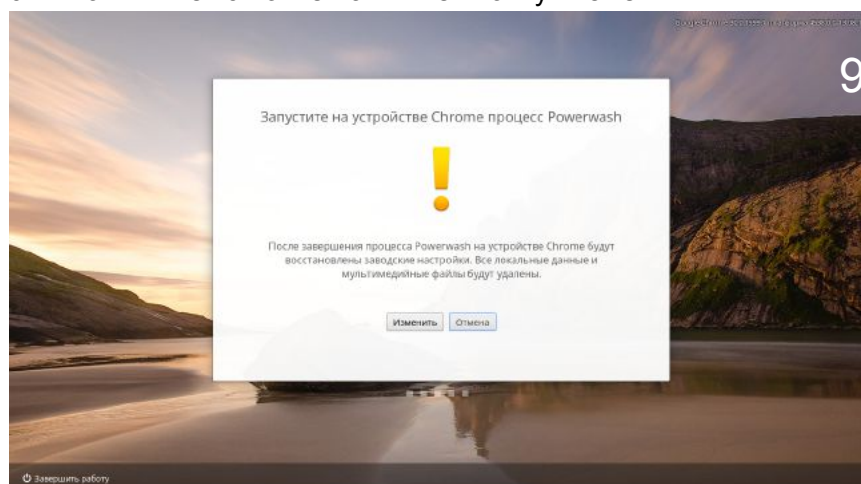 9
Запустите на устройстве Chrome процесс Powerwash
После завершения процесса Powerwash на устройстве Chrome будут
восстановлены заводские настройки. Все локальные данные и
мультимедийные файлы будут удалены.
Изменить Отмена
Завершить работу